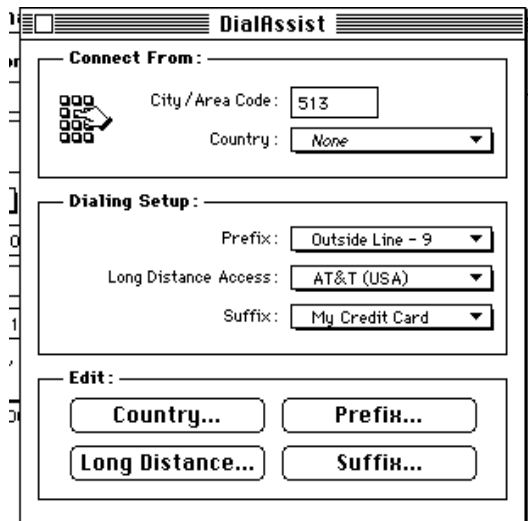 DialAssist
Connect From:
City/Area Code: 513
Country: None
Dialing Setup:
Prefix: Outside Line - 9
Long Distance Access: AT&T (USA)
Suffix: My Credit Card
Edit:
Country... Prefix...
Long Distance... Suffix...